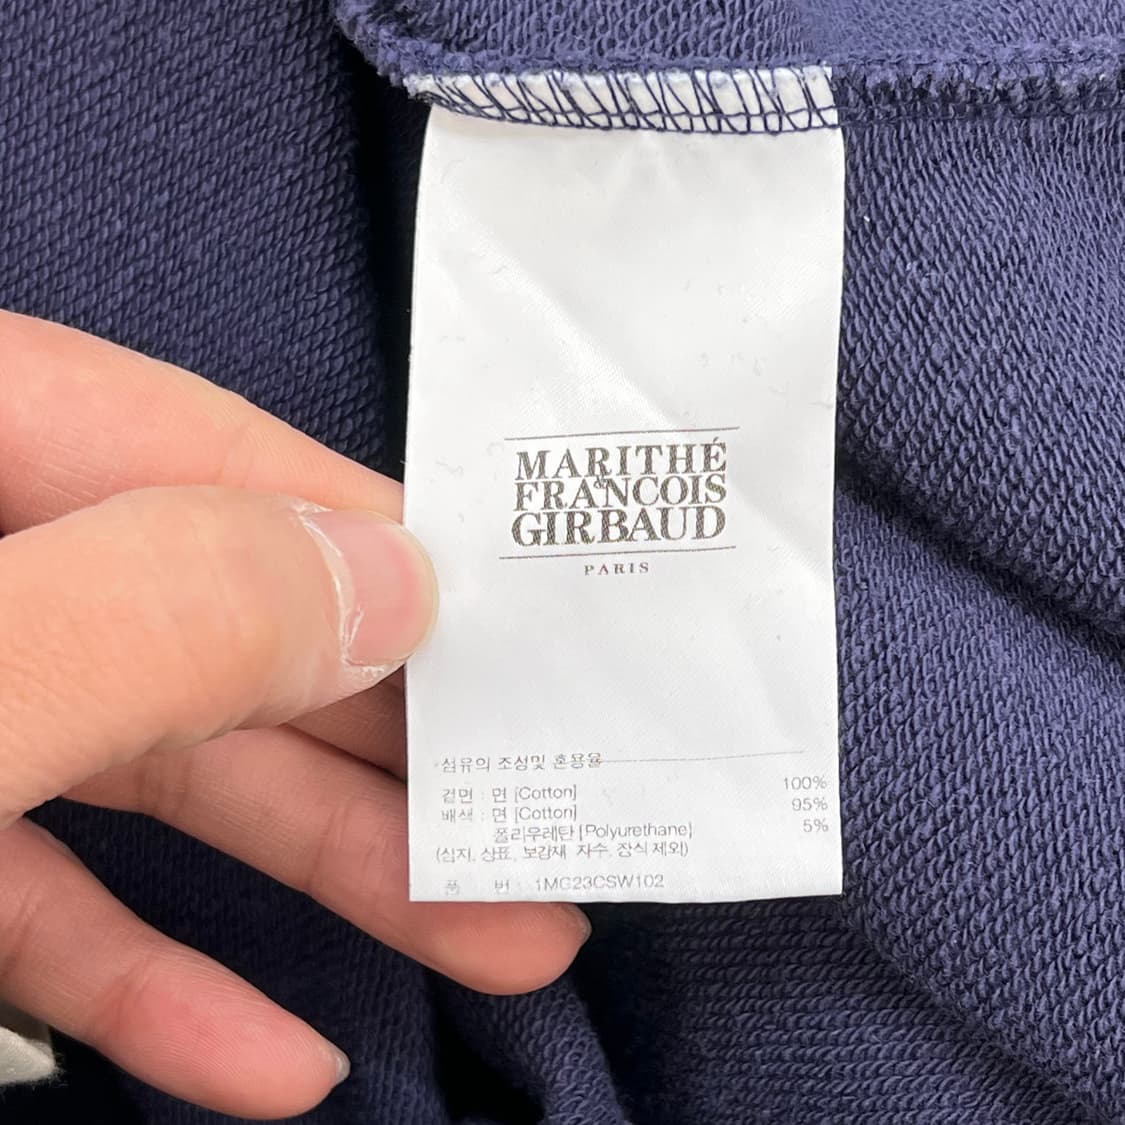 MARITHÉ
&
FRANCOIS
GIRBAUD
PARIS
섬유의 조성및 혼용율
겉면 : 면 [Cotton] 100%
배색 : 면 [Cotton] 95%
폴리우레탄 [Polyurethane] 5%
(심지, 상표, 보강재 자수, 장식 제외)
품 번 : 1MG23CSW102